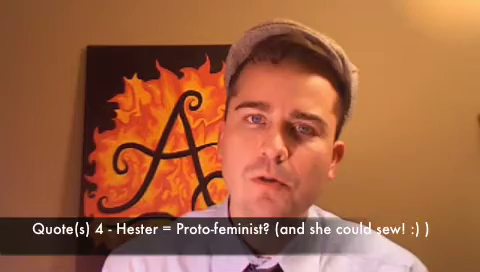 A
Quote(s) 4 - Hester = Proto-feminist? (and she could sew! :) )